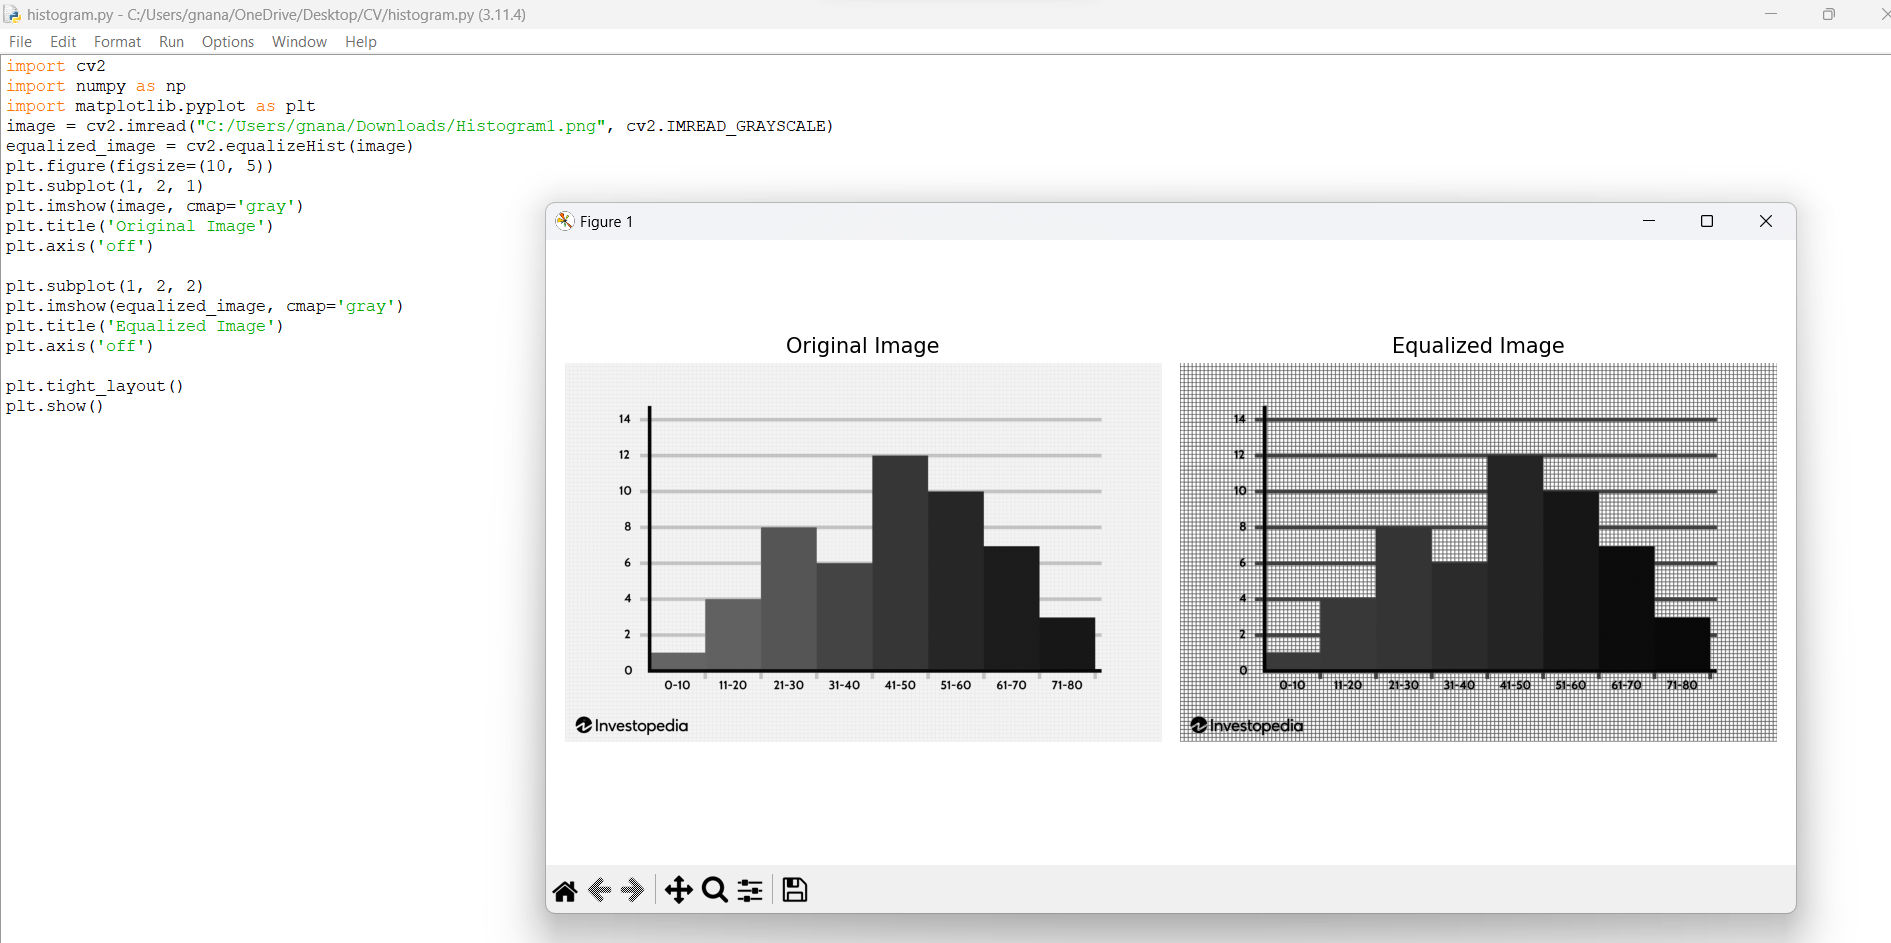 histogram.py - C:/Users/gnana/OneDrive/Desktop/CV/histogram.py (3.11.4)
File Edit Format Run Options Window Help
import cv2
import numpy as np
import matplotlib.pyplot as plt
image = cv2.imread("C:/Users/gnana/Downloads/Histogram1.png", cv2.IMREAD_GRAYSCALE)
equalized_image = cv2.equalizeHist(image)
plt.figure(figsize=(10, 5))
plt.subplot(1, 2, 1)
plt.imshow(image, cmap='gray')
plt.title('Original Image')
plt.axis('off')
plt.subplot(1, 2, 2)
plt.imshow(equalized_image, cmap='gray')
plt.title('Equalized Image')
plt.axis('off')
plt.tight_layout()
plt.show()
Figure 1
Original Image
14
12
10
8
6
4
2
0
0-10 11-20 21-30 31-40 41-50 51-60 61-70 71-80
Investopedia
Equalized Image
14
12
10
8
6
4
2
0
0-10 11-20 21-30 31-40 41-50 51-60 61-70 71-80
Investopedia